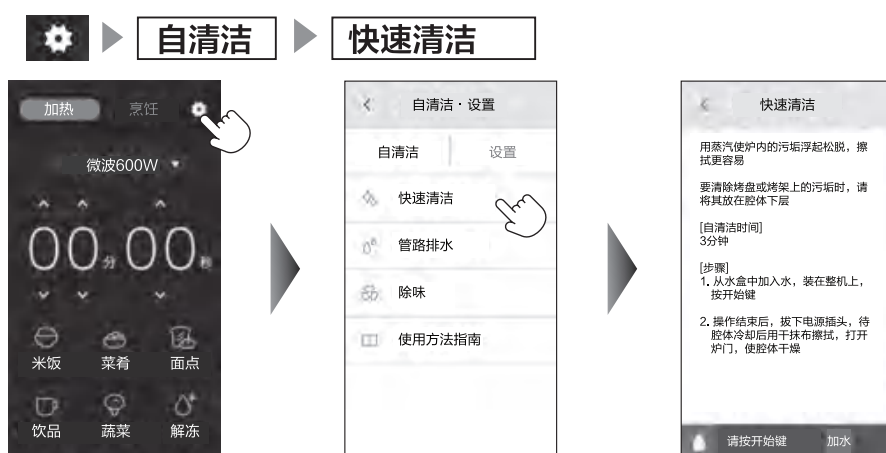 自清洁
快速清洁
加热
烹饪
微波600W
00分00秒
米饭
菜肴
面点
饮品
蔬菜
解冻
自清洁·设置
自清洁
设置
快速清洁
管路排水
除味
使用方法指南
快速清洁
用蒸汽使炉内的污垢浮起松脱，擦
拭更容易
要清除烤盘或烤架上的污垢时，请
将其放在腔体下层
[自清洁时间]
3分钟
[步骤]
1. 从水盒中加入水，装在整机上，
按开始键
2. 操作结束后，拔下电源插头，待
腔体冷却后用干抹布擦拭，打开
炉门，使腔体干燥
请按开始键
加水